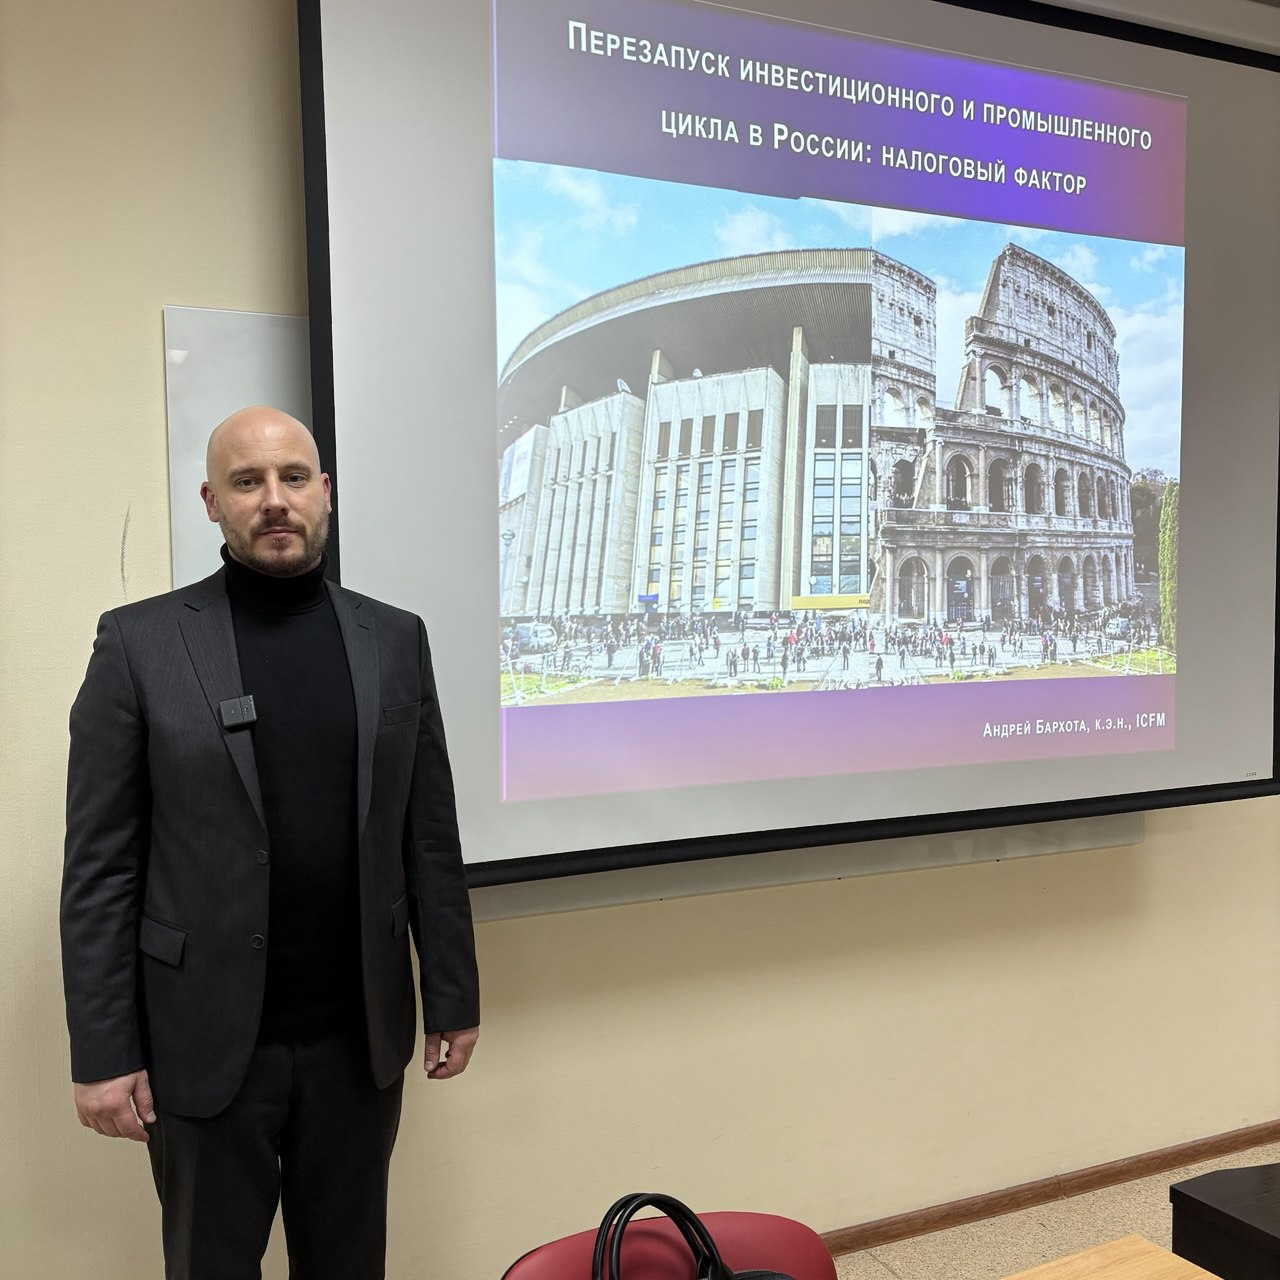 Перезапуск инвестиционного и промышленного
цикла в России: налоговый фактор
Андрей Бархота, к.э.н., ICFM